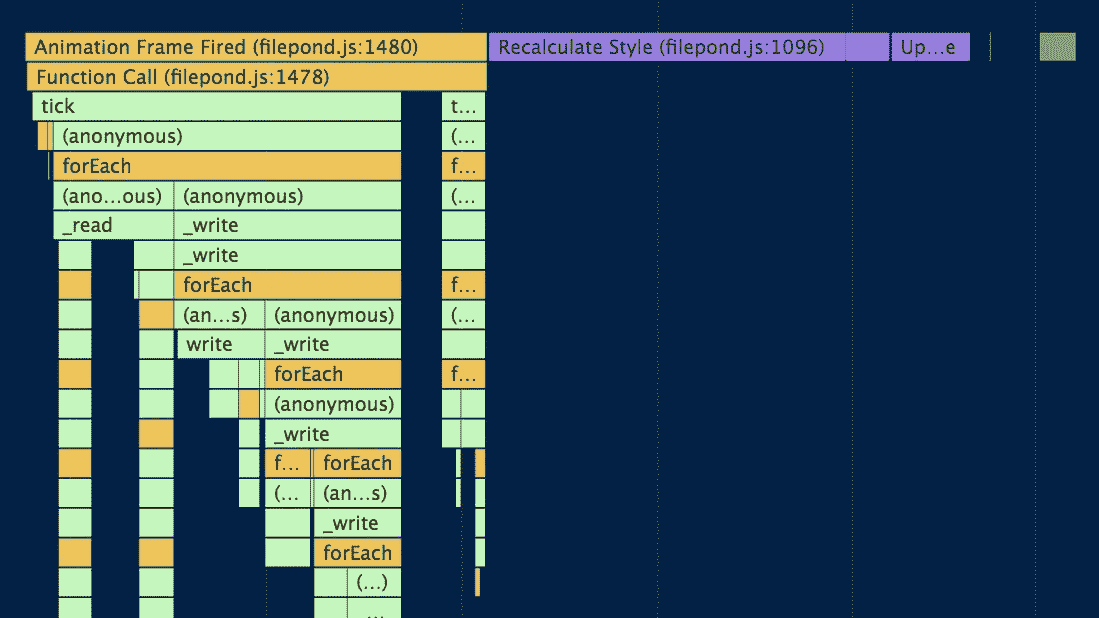 Animation Frame Fired (filepond.js:1480) Recalculate Style (filepond.js:1096) Up...e
Function Call (filepond.js:1478)
tick t...
(anonymous) (...
forEach f...
(ano...ous) (anonymous) (...
_read _write
_write
forEach f...
(an...s) (anonymous) (...
write _write
forEach f...
(anonymous)
_write
f... forEach
(... (an...s)
_write
forEach
(...)
...